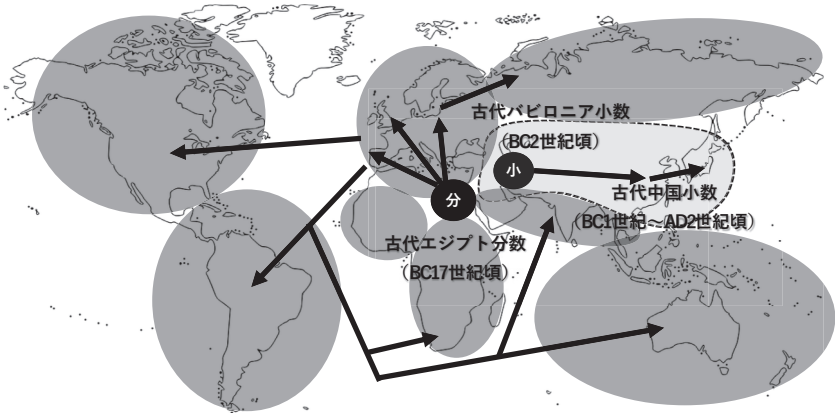 古代バビロニア小数
(BC2世紀頃)
小
古代中国小数
(BC1世紀～AD2世紀頃)
分
古代エジプト分数
(BC17世紀頃)